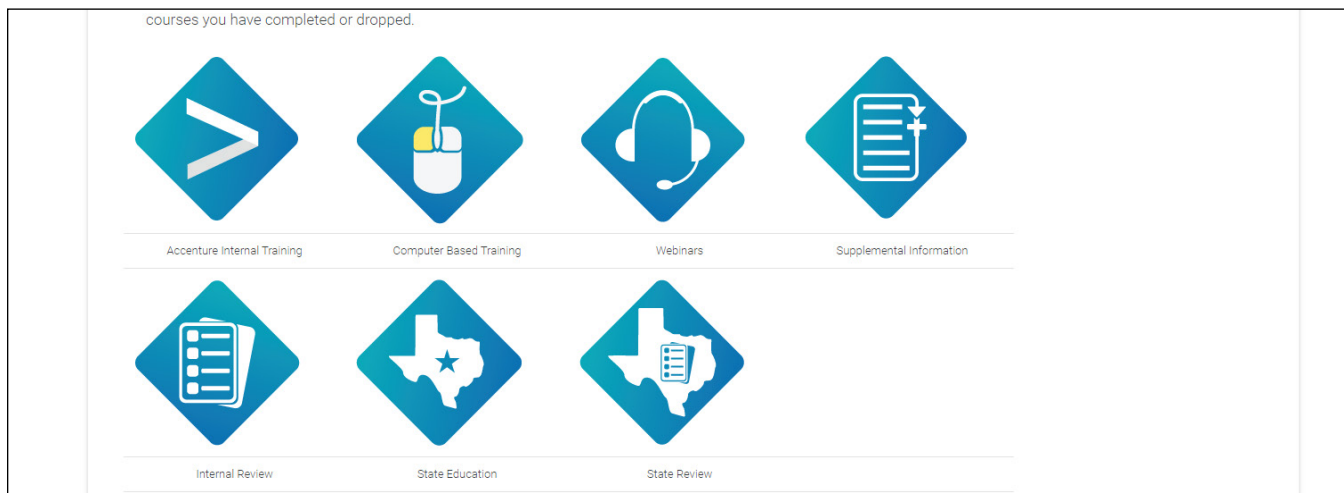 courses you have completed or dropped.
Accenture Internal Training
Computer Based Training
Webinars
Supplemental Information
Internal Review
State Education
State Review